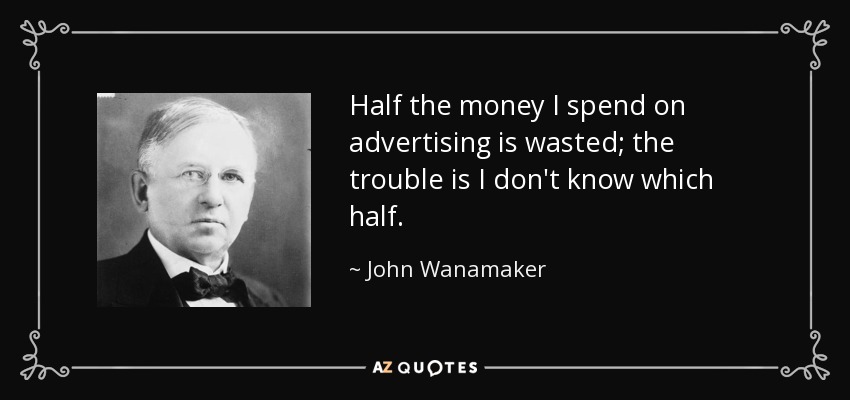 Half the money I spend on
advertising is wasted; the
trouble is I don't know which
half.
~ John Wanamaker
AZ QUOTES